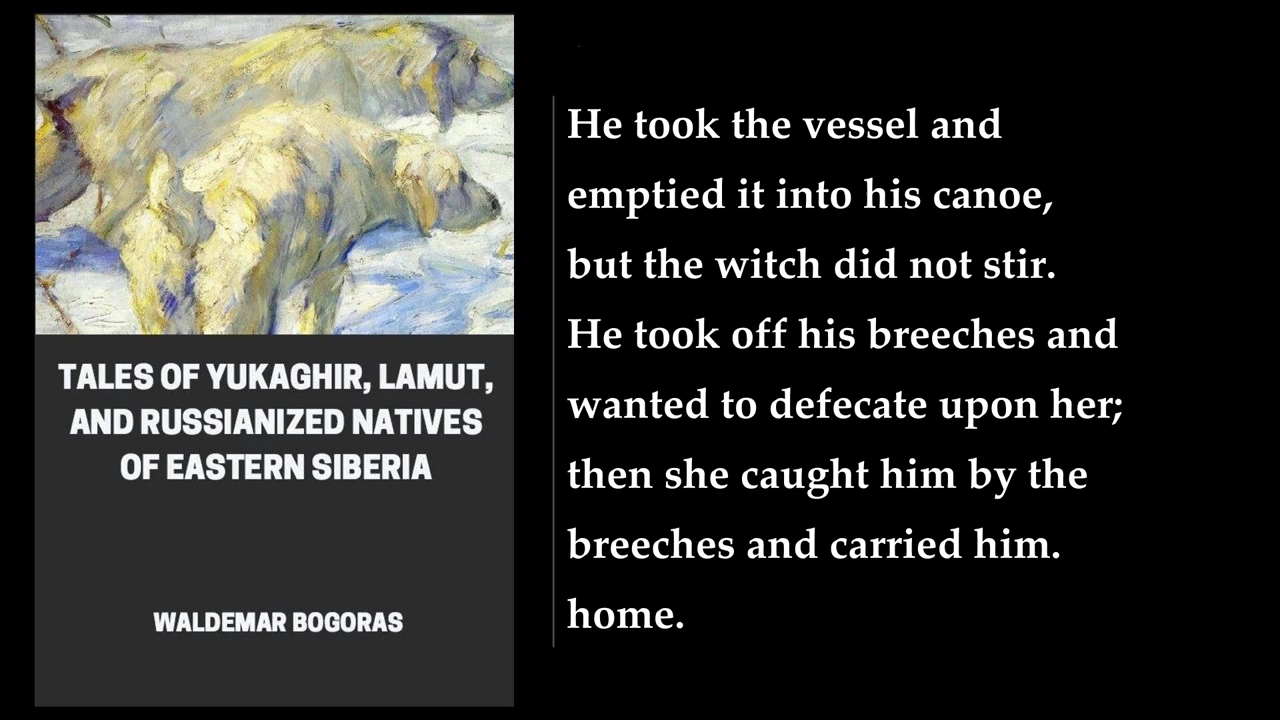 TALES OF YUKAGHIR, LAMUT,
AND RUSSIANIZED NATIVES
OF EASTERN SIBERIA
WALDEMAR BOGORAS
He took the vessel and
emptied it into his canoe,
but the witch did not stir.
He took off his breeches and
wanted to defecate upon her;
then she caught him by the
breeches and carried him.
home.